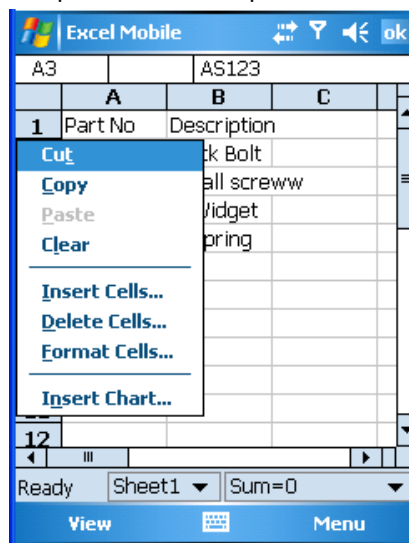 Excel Mobile ok
A3 AS123
A B C
1 Part No Description
Cut k Bolt
Copy all screww
Paste Vidget
Clear pring
Insert Cells...
Delete Cells...
Format Cells...
Insert Chart...
12
Ready Sheet1 Sum=0
View Menu